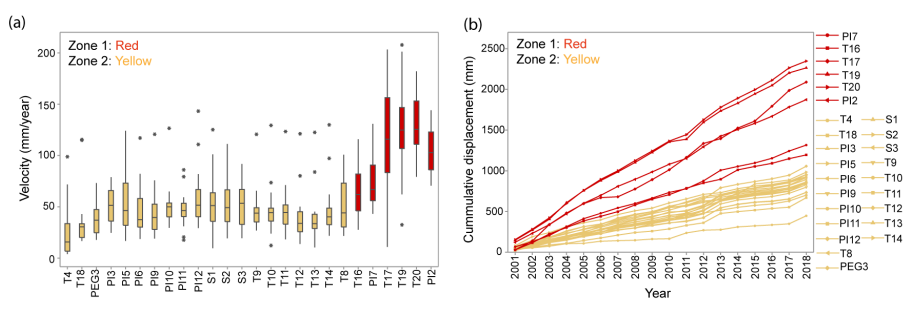 (a)
Zone 1: Red
Zone 2: Yellow
Velocity (mm/year)
200
150
100
50
0
T4 T18 PEG3 PI3 PI5 PI6 PI9 PI10 PI11 PI12 S1 S2 S3 T9 T10 T11 T12 T13 T14 T8 T16 PI7 T17 T19 T20 PI2
(b)
Zone 1: Red
Zone 2: Yellow
Cummulative displacement (mm)
2500
2000
1500
1000
500
0
2001 2002 2003 2004 2005 2006 2007 2008 2009 2010 2011 2012 2013 2014 2015 2016 2017 2018
Year
PI7
T16
T17
T19
T20
PI2
T4 S1
T18 S2
PI3 S3
PI5 T9
PI6 T10
PI9 T11
PI10 T12
PI11 T13
PI12 T14
T8
PEG3